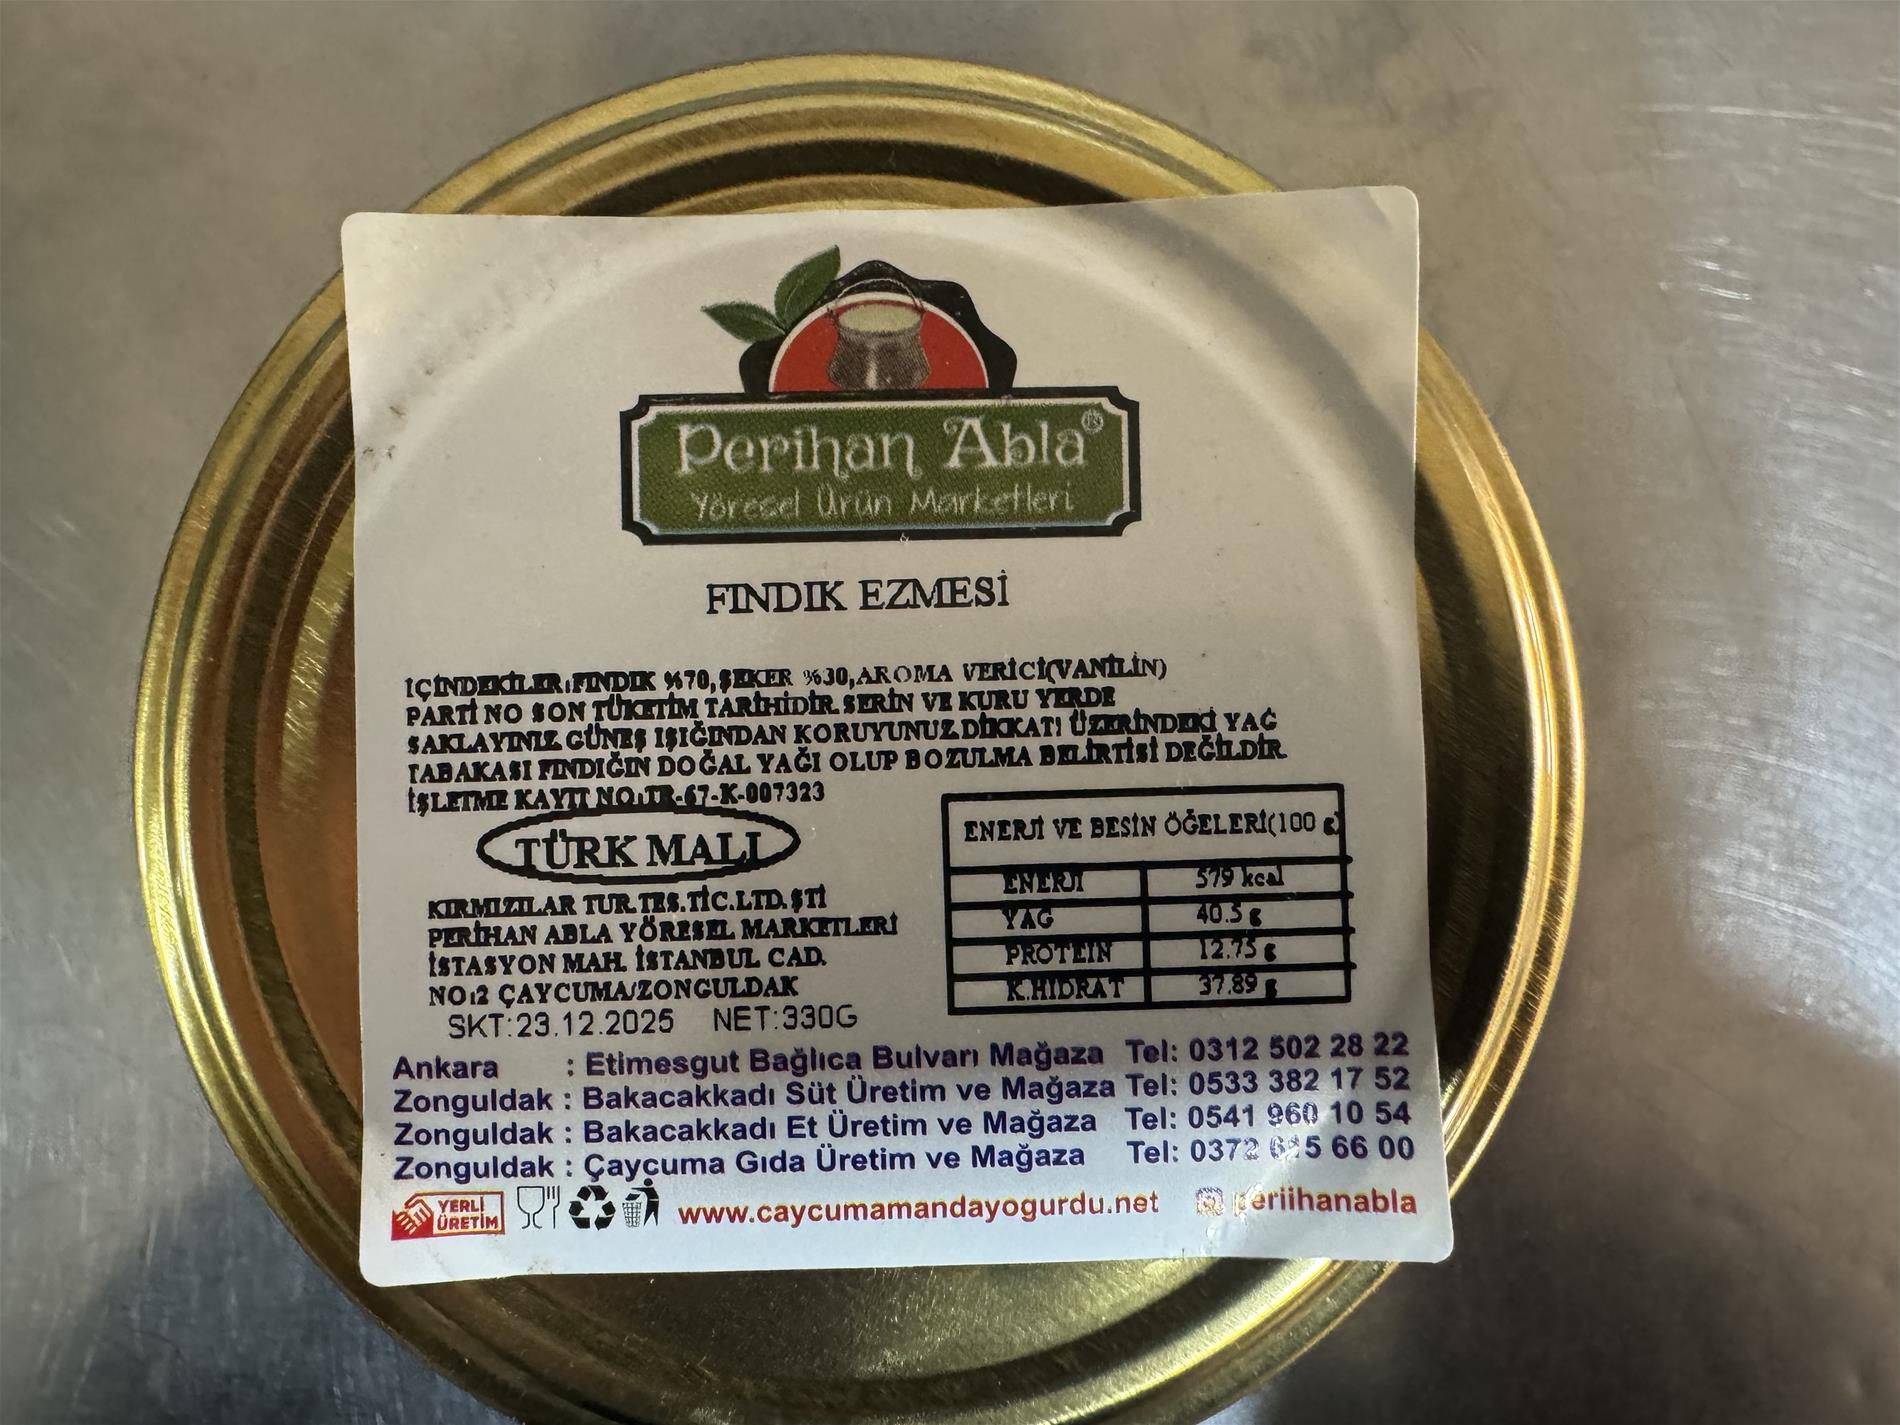 Perihan Abla®
Yöresel Ürün Marketleri
FINDIK EZMESİ
İÇİNDEKİLER:FINDIK %70,ŞEKER %30,AROMA VERİCİ(VANİLİN)
PARTİ NO SON TÜKETİM TARİHİDİR.SERİN VE KURU YERDE
SAKLAYINIZ.GÜNEŞ IŞIĞINDAN KORUYUNUZ.DİKKAT! ÜZERİNDEKİ YAĞ
TABAKASI FINDIĞIN DOĞAL YAĞI OLUP BOZULMA BELİRTİSİ DEĞİLDİR.
İŞLETME KAYIT NO:TR-67-K-007323
TÜRK MALI
KIRMIZILAR TUR.TES.TİC.LTD.ŞTİ
PERİHAN ABLA YÖRESEL MARKETLERİ
İSTASYON MAH. İSTANBUL CAD.
NO:2 ÇAYCUMA/ZONGULDAK
SKT:23.12.2025 NET:330G
ENERJİ VE BESİN ÖĞELERİ(100 g)
ENERJİ 579 kcal
YAĞ 40.5 g
PROTEIN 12.75 g
K.HIDRAT 37.89 g
Ankara : Etimesgut Bağlıca Bulvarı Mağaza Tel: 0312 502 28 22
Zonguldak : Bakacakkadı Süt Üretim ve Mağaza Tel: 0533 382 17 52
Zonguldak : Bakacakkadı Et Üretim ve Mağaza Tel: 0541 960 10 54
Zonguldak : Çaycuma Gıda Üretim ve Mağaza Tel: 0372 615 66 00
YERLİ
ÜRETİM
www.caycumamandayogurdu.net periihanabla